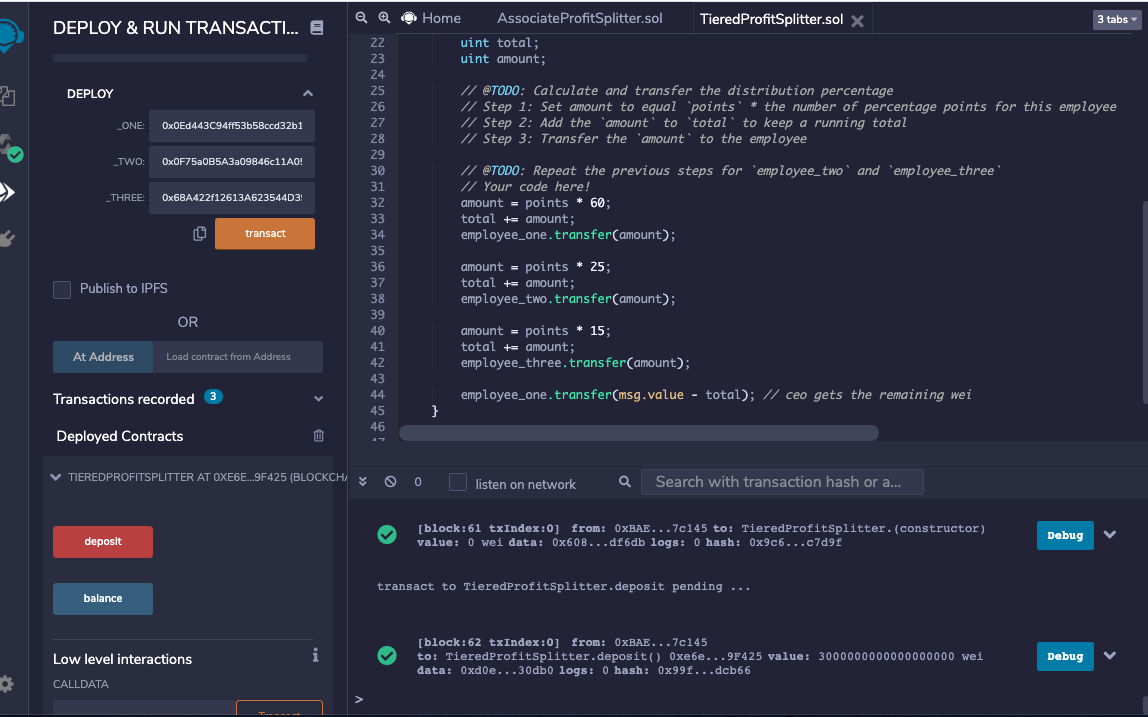 DEPLOY & RUN TRANSACTI...
DEPLOY
_ONE: 0x0Ed443C94ff53b58ccd32b1
_TWO: 0x0F75a0B5A3a09846c11A05
_THREE: 0x68A422f12613A623544D3
transact
Publish to IPFS
OR
At Address Load contract from Address
Transactions recorded 3
Deployed Contracts
TIEREDPROFITSPLITTER AT 0XE6E...9F425 (BLOCKCHA
deposit
balance
Low level interactions
CALLDATA
Transact
Home AssociateProfitSplitter.sol TieredProfitSplitter.sol 3 tabs
22 uint total;
23 uint amount;
24
25 // @TODO: Calculate and transfer the distribution percentage
26 // Step 1: Set amount to equal `points` * the number of percentage points for this employee
27 // Step 2: Add the `amount` to `total` to keep a running total
28 // Step 3: Transfer the `amount` to the employee
29
30 // @TODO: Repeat the previous steps for `employee_two` and `employee_three`
31 // Your code here!
32 amount = points * 60;
33 total += amount;
34 employee_one.transfer(amount);
35
36 amount = points * 25;
37 total += amount;
38 employee_two.transfer(amount);
39
40 amount = points * 15;
41 total += amount;
42 employee_three.transfer(amount);
43
44 employee_one.transfer(msg.value - total); // ceo gets the remaining wei
45 }
46
47
0 listen on network Search with transaction hash or a...
[block:61 txIndex:0] from: 0xBAE...7c145 to: TieredProfitSplitter.(constructor)
value: 0 wei data: 0x608...df6db logs: 0 hash: 0x9c6...c7d9f
Debug
transact to TieredProfitSplitter.deposit pending ...
[block:62 txIndex:0] from: 0xBAE...7c145
to: TieredProfitSplitter.deposit() 0xe6e...9F425 value: 3000000000000000000 wei
data: 0xd0e...30db0 logs: 0 hash: 0x99f...dcb66
Debug
>